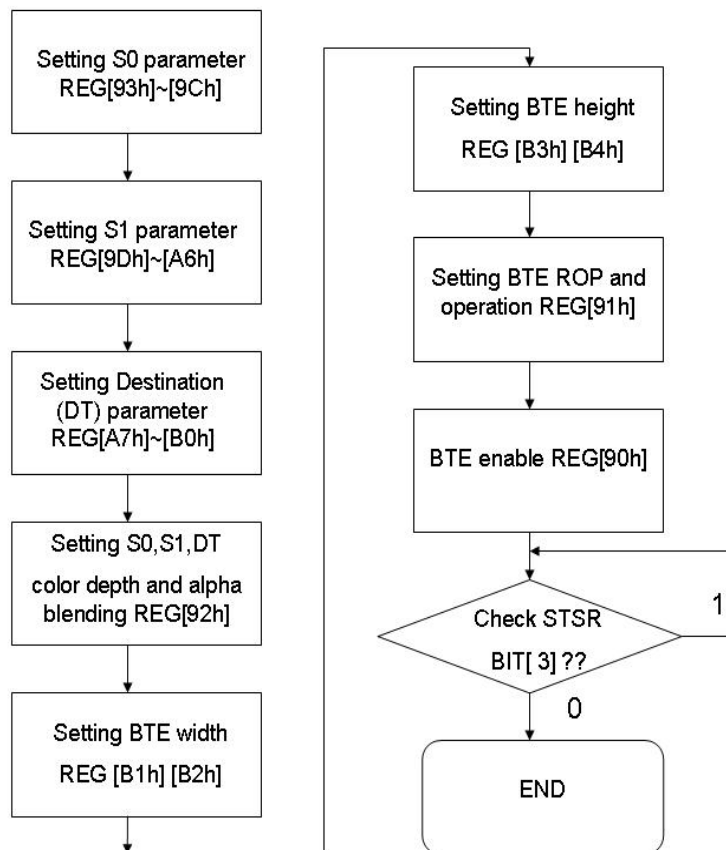 Setting S0 parameter
REG[93h]~[9Ch]
Setting S1 parameter
REG[9Dh]~[A6h]
Setting Destination
(DT) parameter
REG[A7h]~[B0h]
Setting S0,S1,DT
color depth and alpha
blending REG[92h]
Setting BTE width
REG [B1h] [B2h]
Setting BTE height
REG [B3h] [B4h]
Setting BTE ROP and
operation REG[91h]
BTE enable REG[90h]
Check STSR
BIT[ 3] ??
1
0
END